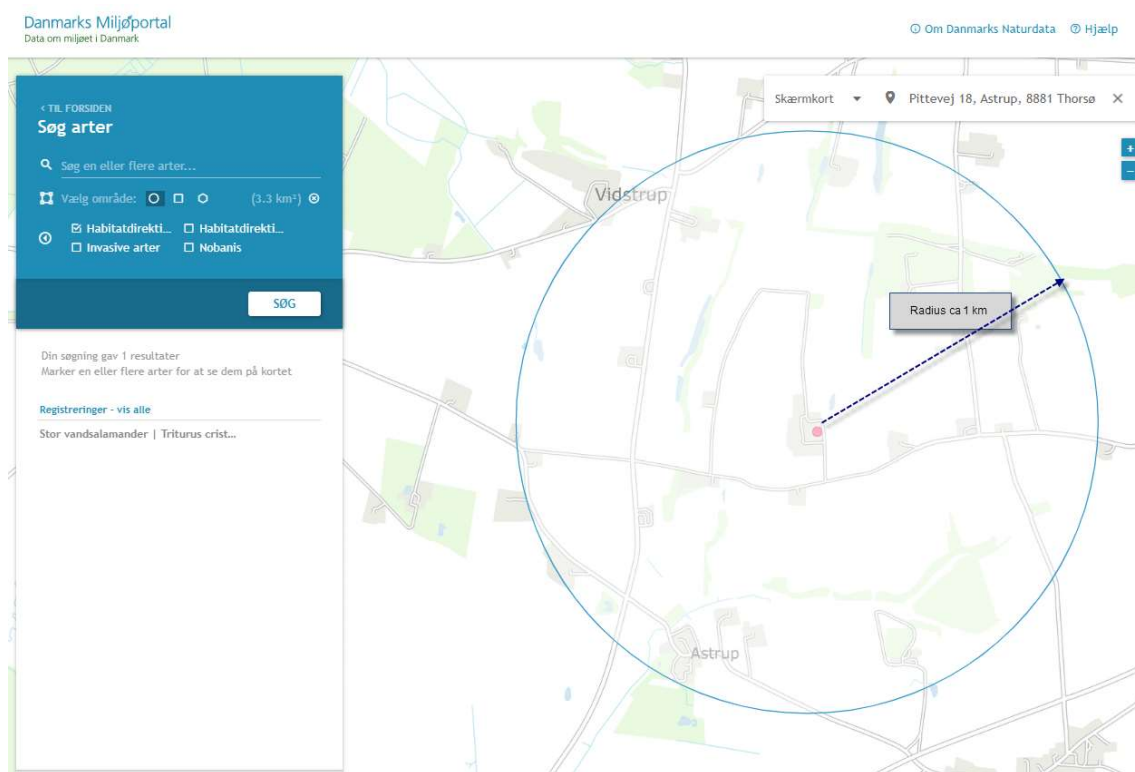 Danmarks Miljøportal
Data om miljøet i Danmark
Om Danmarks Naturdata
Hjælp
Skærmkort
Pittevej 18, Astrup, 8881 Thorsø
< TIL FORSIDEN
Søg arter
Søg en eller flere arter...
Vælg område:
(3.3 km²)
Habitatdirekti... Habitatdirekti...
Invasive arter Nobanis
SØG
Din søgning gav 1 resultater
Marker en eller flere arter for at se dem på kortet
Registreringer - vis alle
Stor vandsalamander | Triturus crist...
Vidstrup
Radius ca 1 km
Astrup
+
−